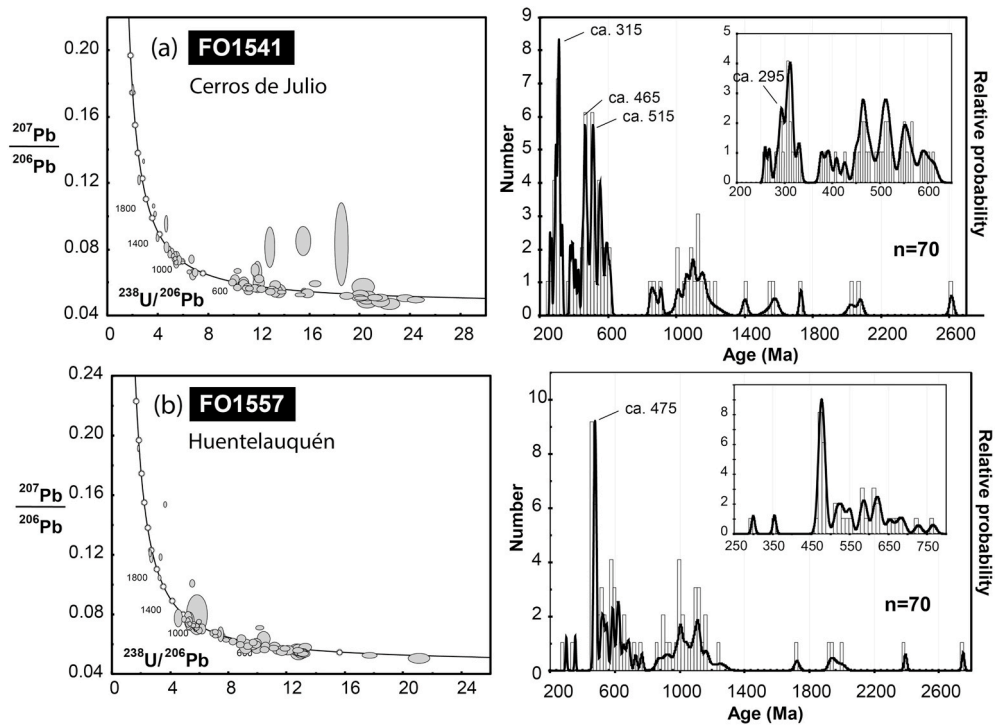 (a) FO1541
Cerros de Julio
0.20
0.16
0.12
0.08
0.04
207Pb
206Pb
1800
1400
1000
600
238U/206Pb
0 4 8 12 16 20 24 28
9
8
7
6
5
4
3
2
1
0
Number
ca. 315
ca. 465
ca. 515
5
4
3
2
1
0
ca. 295
200 300 400 500 600
n=70
Relative probability
200 600 1000 1400 1800 2200 2600
Age (Ma)
(b) FO1557
Huentelauquén
0.24
0.20
0.16
0.12
0.08
0.04
207Pb
206Pb
1800
1400
1000
600
238U/206Pb
0 4 8 12 16 20 24
10
8
6
4
2
0
Number
ca. 475
8
6
4
2
0
250 350 450 550 650 750
n=70
Relative probability
200 600 1000 1400 1800 2200 2600
Age (Ma)